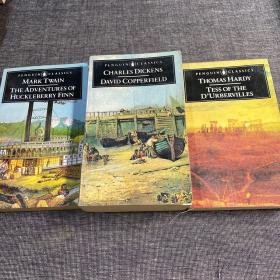 PENGUIN CLASSICS
MARK TWAIN
THE ADVENTURES OF
HUCKLEBERRY FINN
PENGUIN CLASSICS
CHARLES DICKENS
DAVID COPPERFIELD
PENGUIN CLASSICS
THOMAS HARDY
TESS OF THE
D'URBERVILLES